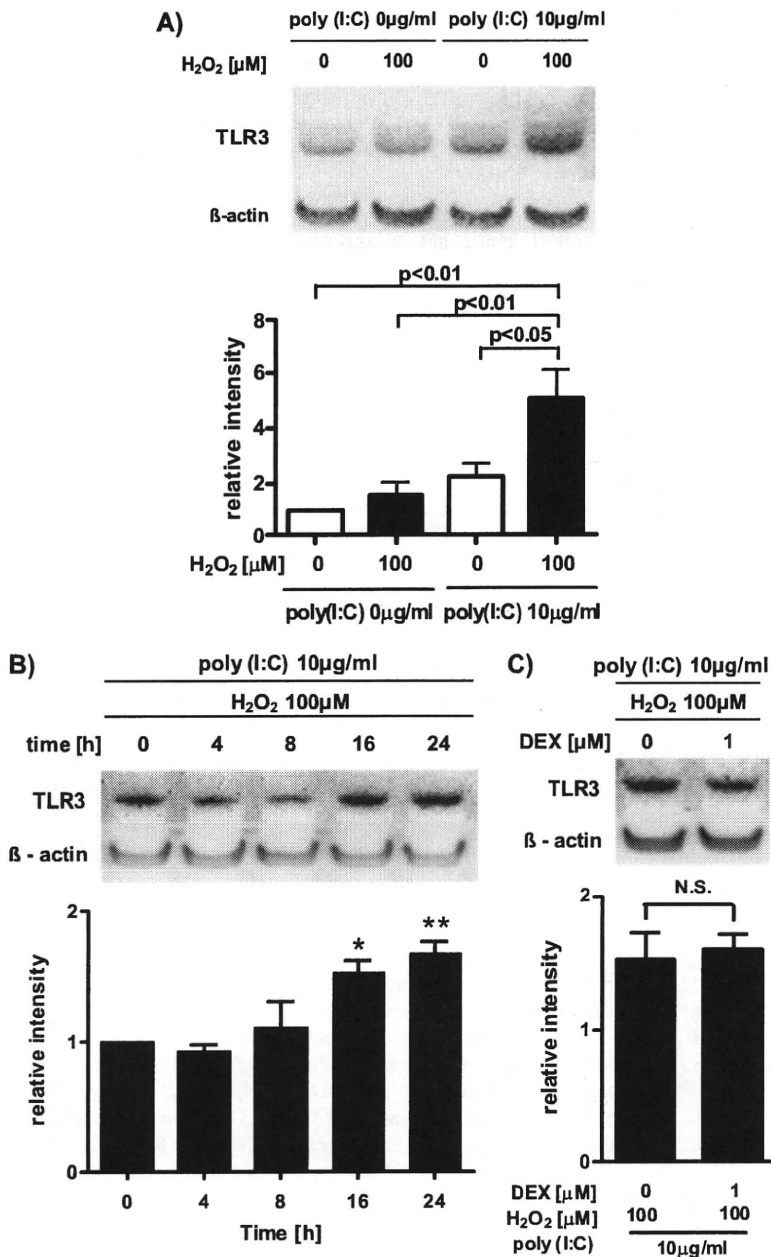 A)
poly (I:C) 0µg/ml poly (I:C) 10µg/ml
H₂O₂ [µM] 0 100 0 100
TLR3
ß-actin
p<0.01
p<0.01
p<0.05
8
6
4
2
0
relative intensity
H₂O₂ [µM] 0 100 0 100
poly(I:C) 0µg/ml poly(I:C) 10µg/ml
B)
poly (I:C) 10µg/ml
H₂O₂ 100µM
time [h] 0 4 8 16 24
TLR3
ß - actin
2
1
0
relative intensity
* **
0 4 8 16 24
Time [h]
C)
poly (I:C) 10µg/ml
H₂O₂ 100µM
DEX [µM] 0 1
TLR3
ß - actin
N.S.
2
1
0
relative intensity
DEX [µM] 0 1
H₂O₂ [µM] 100 100
poly (I:C) 10µg/ml